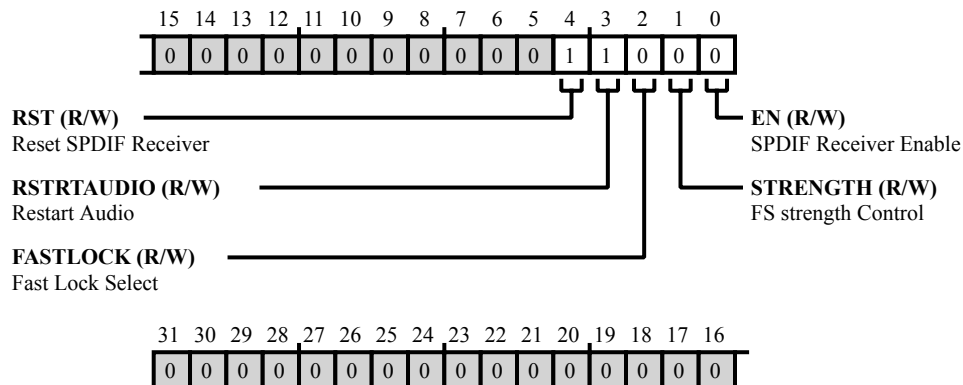 15 14 13 12 11 10 9 8 7 6 5 4 3 2 1 0
0 0 0 0 0 0 0 0 0 0 0 1 1 0 0 0
RST (R/W)
Reset SPDIF Receiver
RSTRTAUDIO (R/W)
Restart Audio
FASTLOCK (R/W)
Fast Lock Select
EN (R/W)
SPDIF Receiver Enable
STRENGTH (R/W)
FS strength Control
31 30 29 28 27 26 25 24 23 22 21 20 19 18 17 16
0 0 0 0 0 0 0 0 0 0 0 0 0 0 0 0